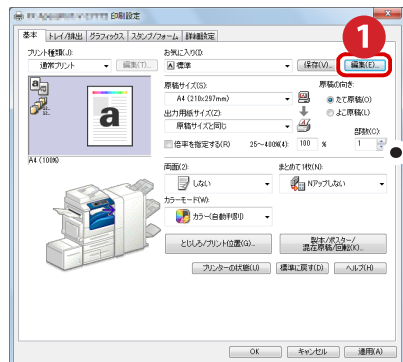 印刷設定
1
基本 トレイ/排出 グラフィックス スタンプ/フォーム 詳細設定
プリント種類(J):
通常プリント
編集(T)...
お気に入り(D):
標準
保存(V)...
編集(E)...
原稿サイズ(S):
A4 (210x297mm)
出力用紙サイズ(Z):
原稿サイズと同じ
倍率を指定する(R) 25～400%(4): 100 %
原稿の向き:
たて原稿(O)
よこ原稿(L)
部数(C):
1
a
A4 (100%)
両面(2):
しない
まとめて1枚(N):
Nアップしない
カラーモード(W):
カラー(自動判別)
とじしろ/プリント位置(G)...
製本/ポスター/
混在原稿/回転(K)...
プリンターの状態(U) 標準に戻す(D) ヘルプ(H)
OK キャンセル 適用(A)